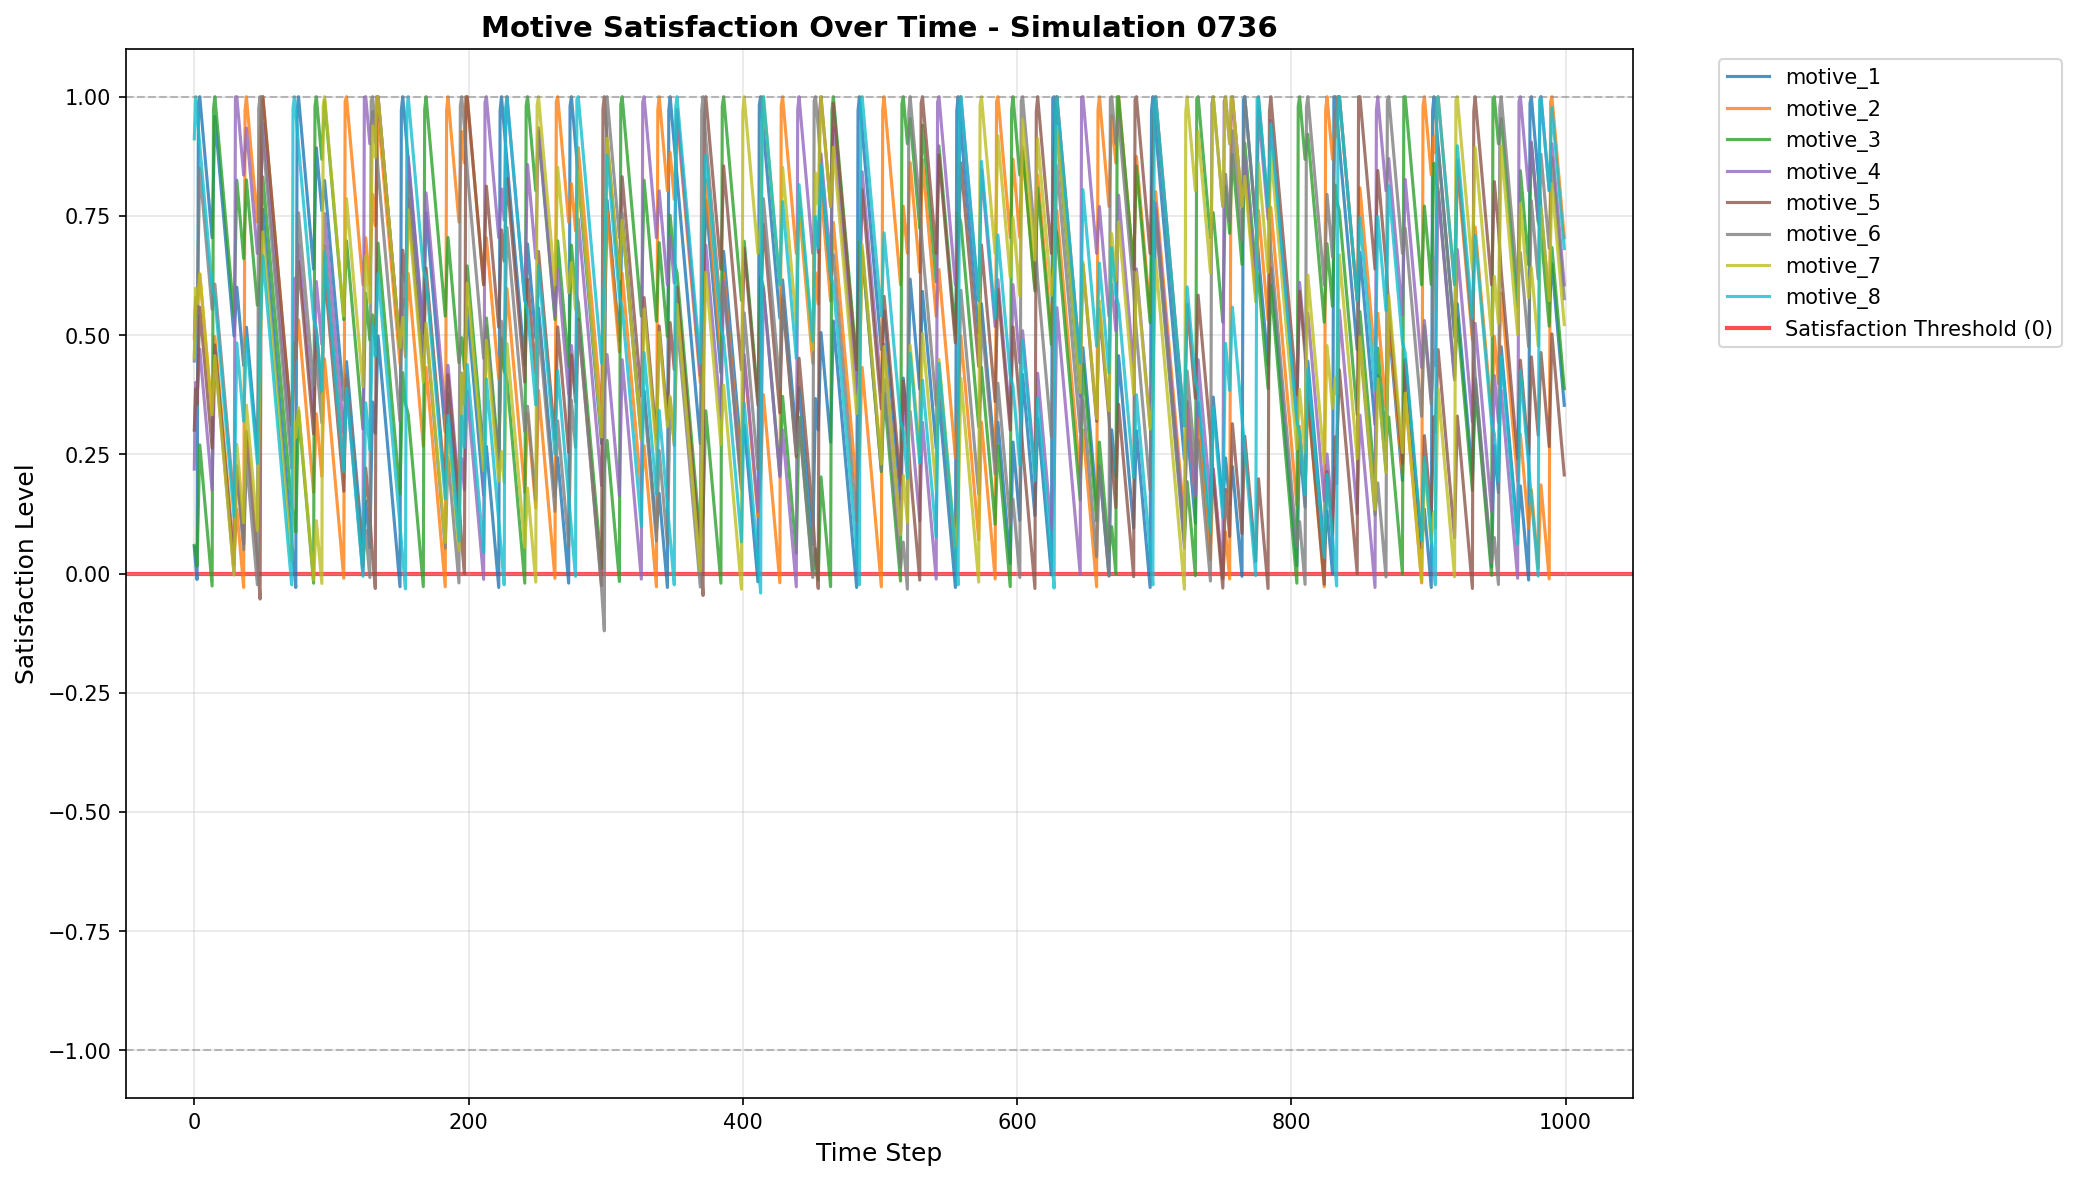 Motive Satisfaction Over Time - Simulation 0736
1.00
0.75
0.50
0.25
0.00
−0.25
−0.50
−0.75
−1.00
Satisfaction Level
0
200
400
600
800
1000
Time Step
motive_1
motive_2
motive_3
motive_4
motive_5
motive_6
motive_7
motive_8
Satisfaction Threshold (0)